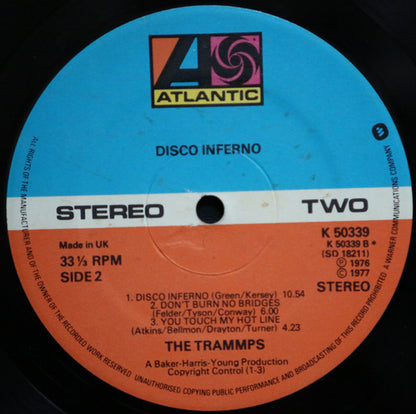 ATLANTIC
DISCO INFERNO
STEREO TWO
Made in UK
33⅓ RPM
SIDE 2
K 50339
K 50339 B *
(SD 18211)
Ⓟ 1976
© 1977
STEREO
1. DISCO INFERNO (Green/Kersey) 10.54
2. DON'T BURN NO BRIDGES
(Felder/Tyson/Conway) 6.00
3. YOU TOUCH MY HOT LINE
(Atkins/Bellmon/Drayton/Turner) 4.23
THE TRAMMPS
A Baker-Harris-Young Production
Copyright Control (1-3)
ALL RIGHTS OF THE MANUFACTURER AND OF THE OWNER OF THE RECORDED WORK RESERVED UNAUTHORISED COPYING PUBLIC PERFORMANCE AND BROADCASTING OF THIS RECORD PROHIBITED A WARNER COMMUNICATIONS COMPANY